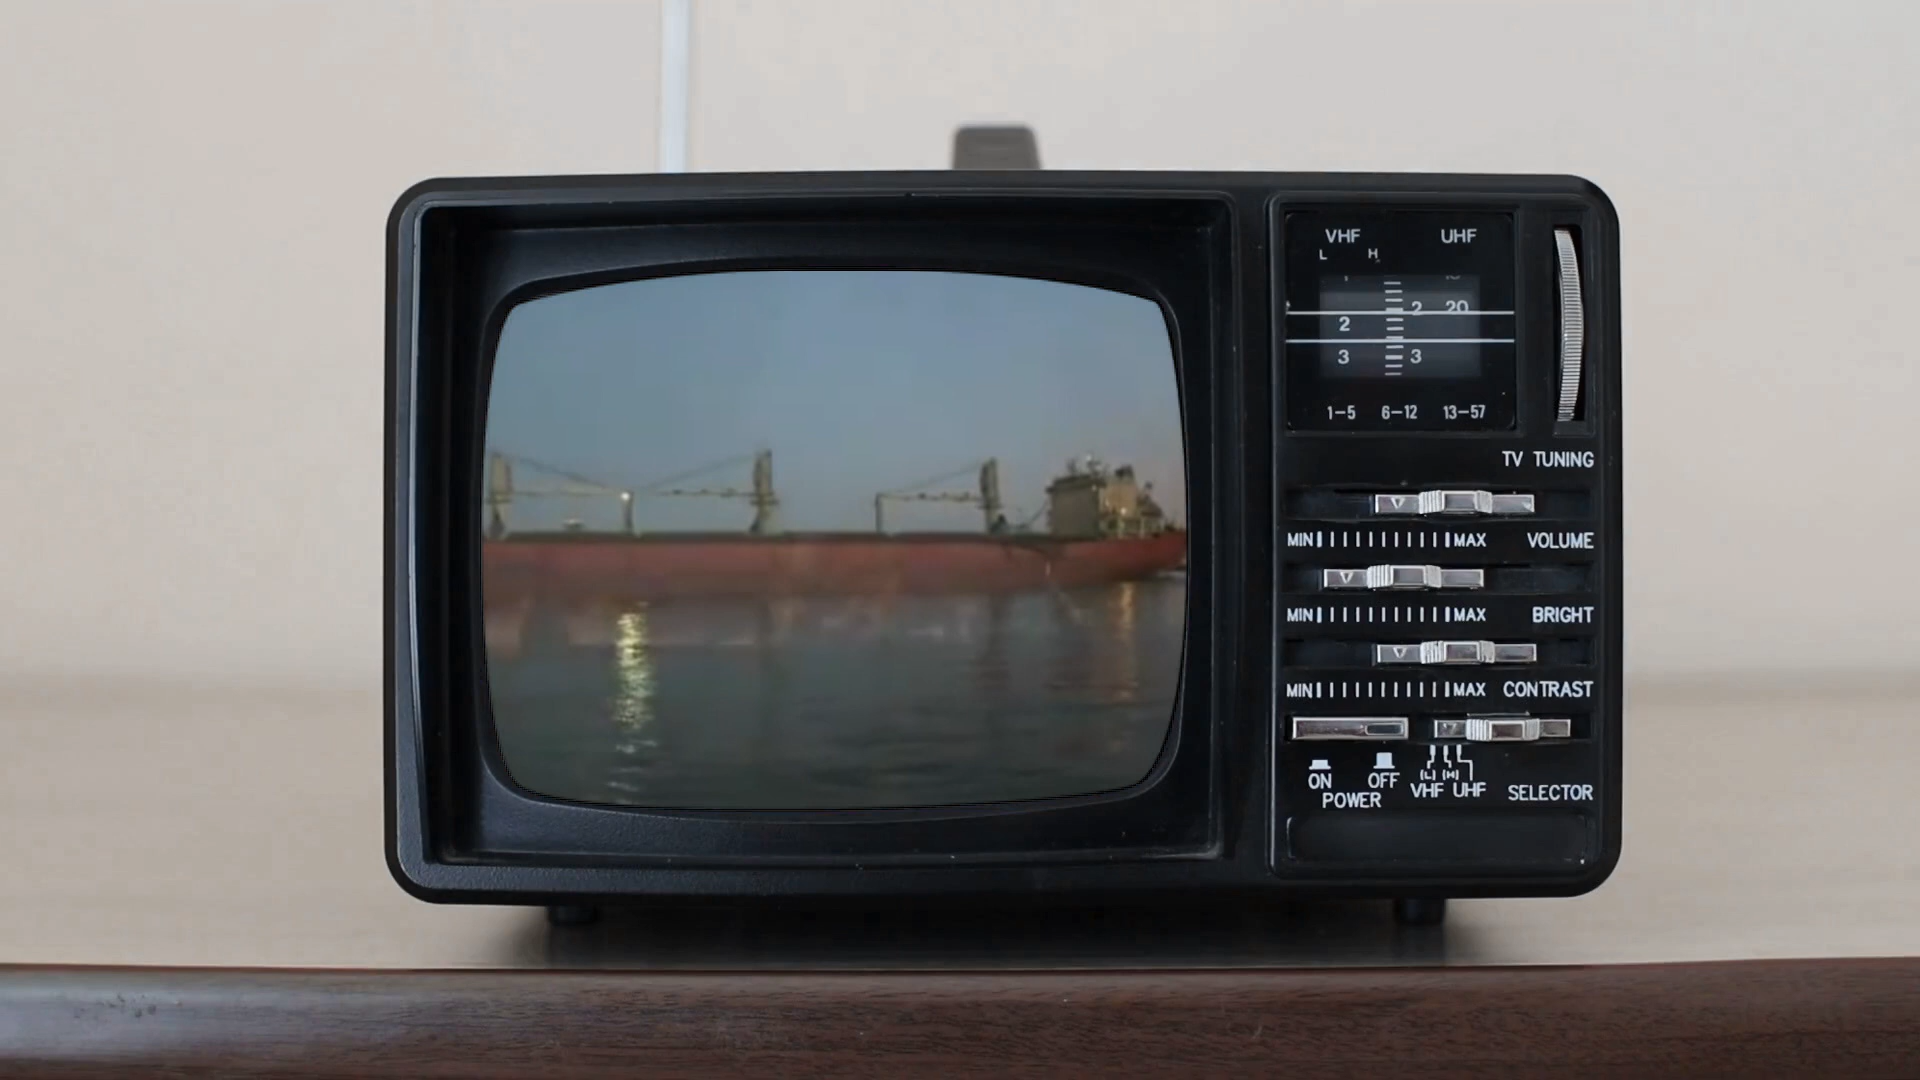 VHF UHF
L H
2 20
2
3 3
1-5 6-12 13-57
TV TUNING
MIN MAX VOLUME
MIN MAX BRIGHT
MIN MAX CONTRAST
ON OFF (L) (H)
VHF UHF SELECTOR
POWER